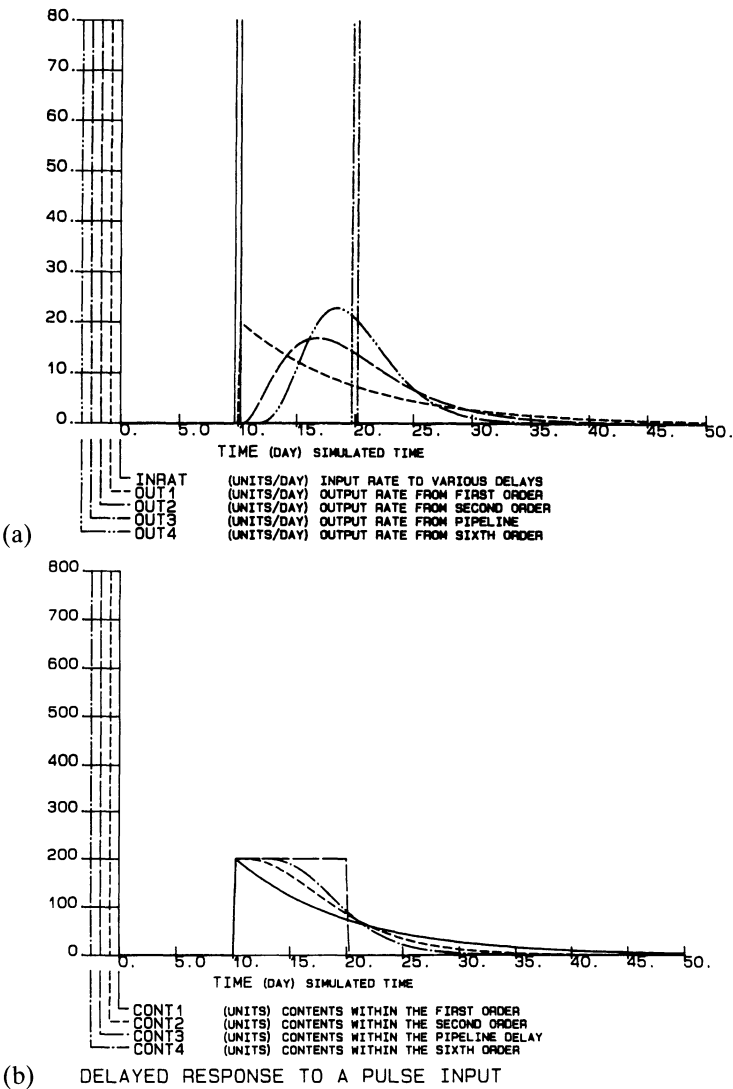 80.
70.
60.
50.
40.
30.
20.
10.
0.
0. 5.0 10. 15. 20. 25. 30. 35. 40. 45. 50.
TIME (DAY) SIMULATED TIME
INRAT (UNITS/DAY) INPUT RATE TO VARIOUS DELAYS
OUT1 (UNITS/DAY) OUTPUT RATE FROM FIRST ORDER
OUT2 (UNITS/DAY) OUTPUT RATE FROM SECOND ORDER
OUT3 (UNITS/DAY) OUTPUT RATE FROM PIPELINE
OUT4 (UNITS/DAY) OUTPUT RATE FROM SIXTH ORDER
(a)
800
700
600
500
400
300
200
100
0
0. 5.0 10. 15. 20. 25. 30. 35. 40. 45. 50.
TIME (DAY) SIMULATED TIME
CONT1 (UNITS) CONTENTS WITHIN THE FIRST ORDER
CONT2 (UNITS) CONTENTS WITHIN THE SECOND ORDER
CONT3 (UNITS) CONTENTS WITHIN THE PIPELINE DELAY
CONT4 (UNITS) CONTENTS WITHIN THE SIXTH ORDER
(b) DELAYED RESPONSE TO A PULSE INPUT